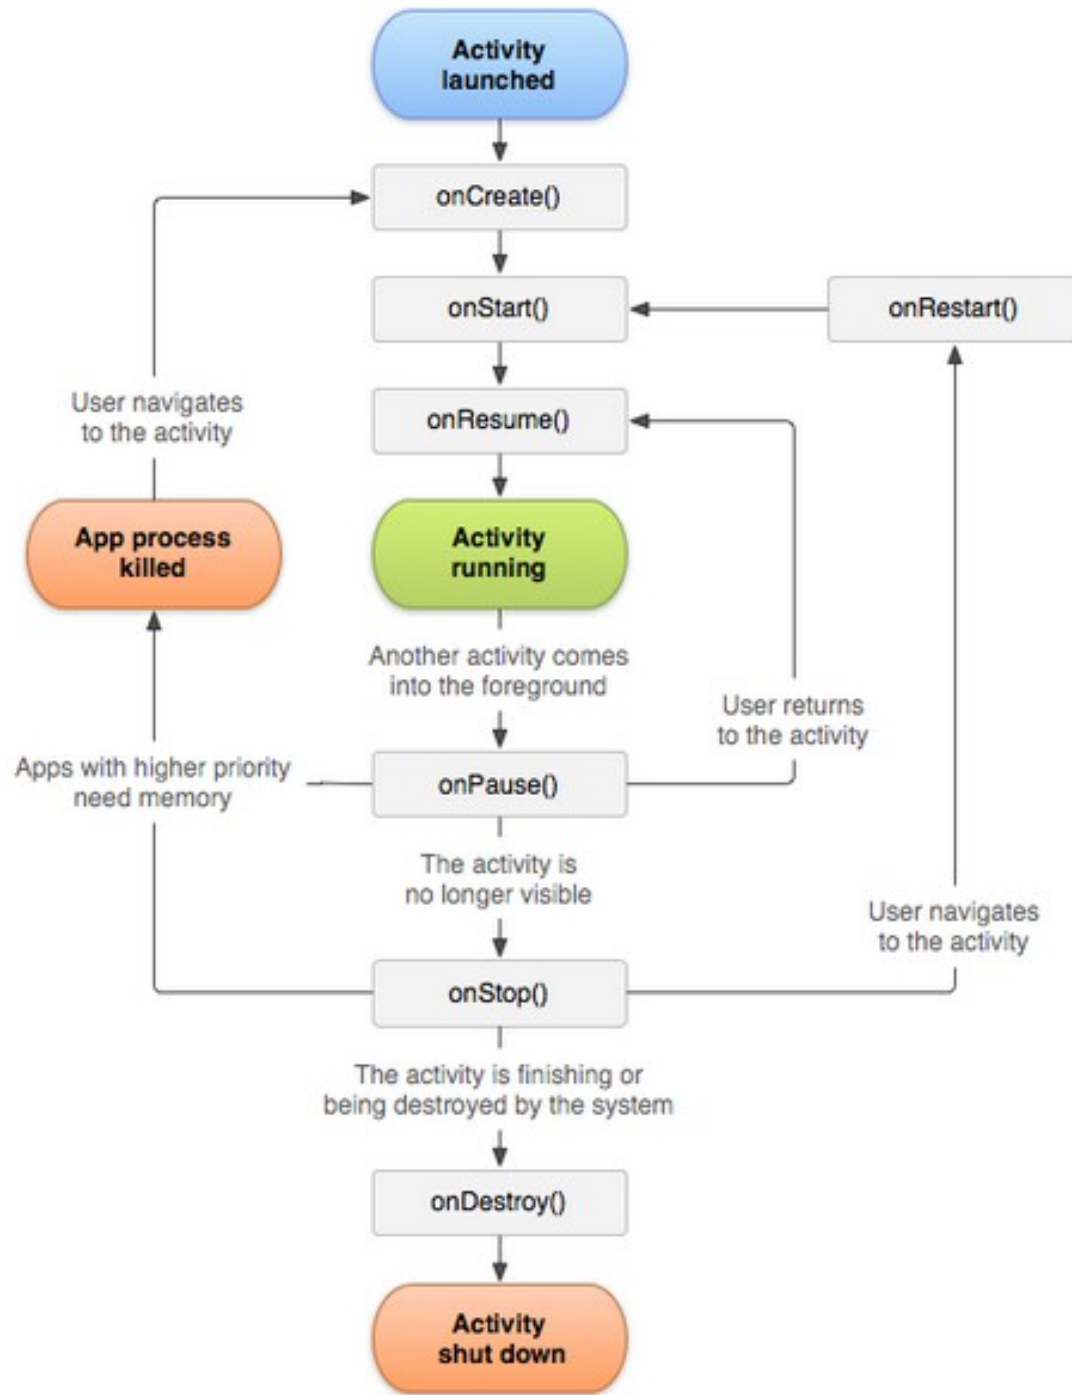 Activity
launched
onCreate()
onStart()
onRestart()
onResume()
User navigates
to the activity
App process
killed
Activity
running
Another activity comes
into the foreground
User returns
to the activity
Apps with higher priority
need memory
onPause()
The activity is
no longer visible
User navigates
to the activity
onStop()
The activity is finishing or
being destroyed by the system
onDestroy()
Activity
shut down